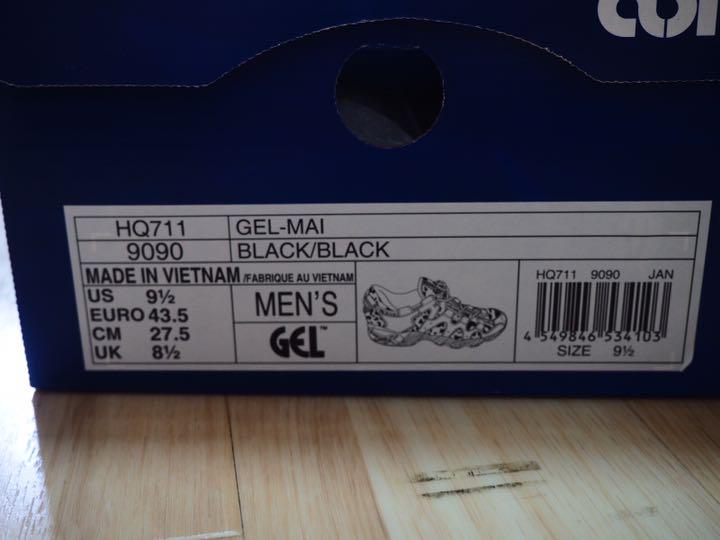 HQ711 GEL-MAI
9090 BLACK/BLACK
MADE IN VIETNAM /FABRIQUE AU VIETNAM
US 9½
EURO 43.5
CM 27.5
UK 8½
MEN'S
GEL™
HQ711 9090 JAN
4 549846 534103
SIZE 9½